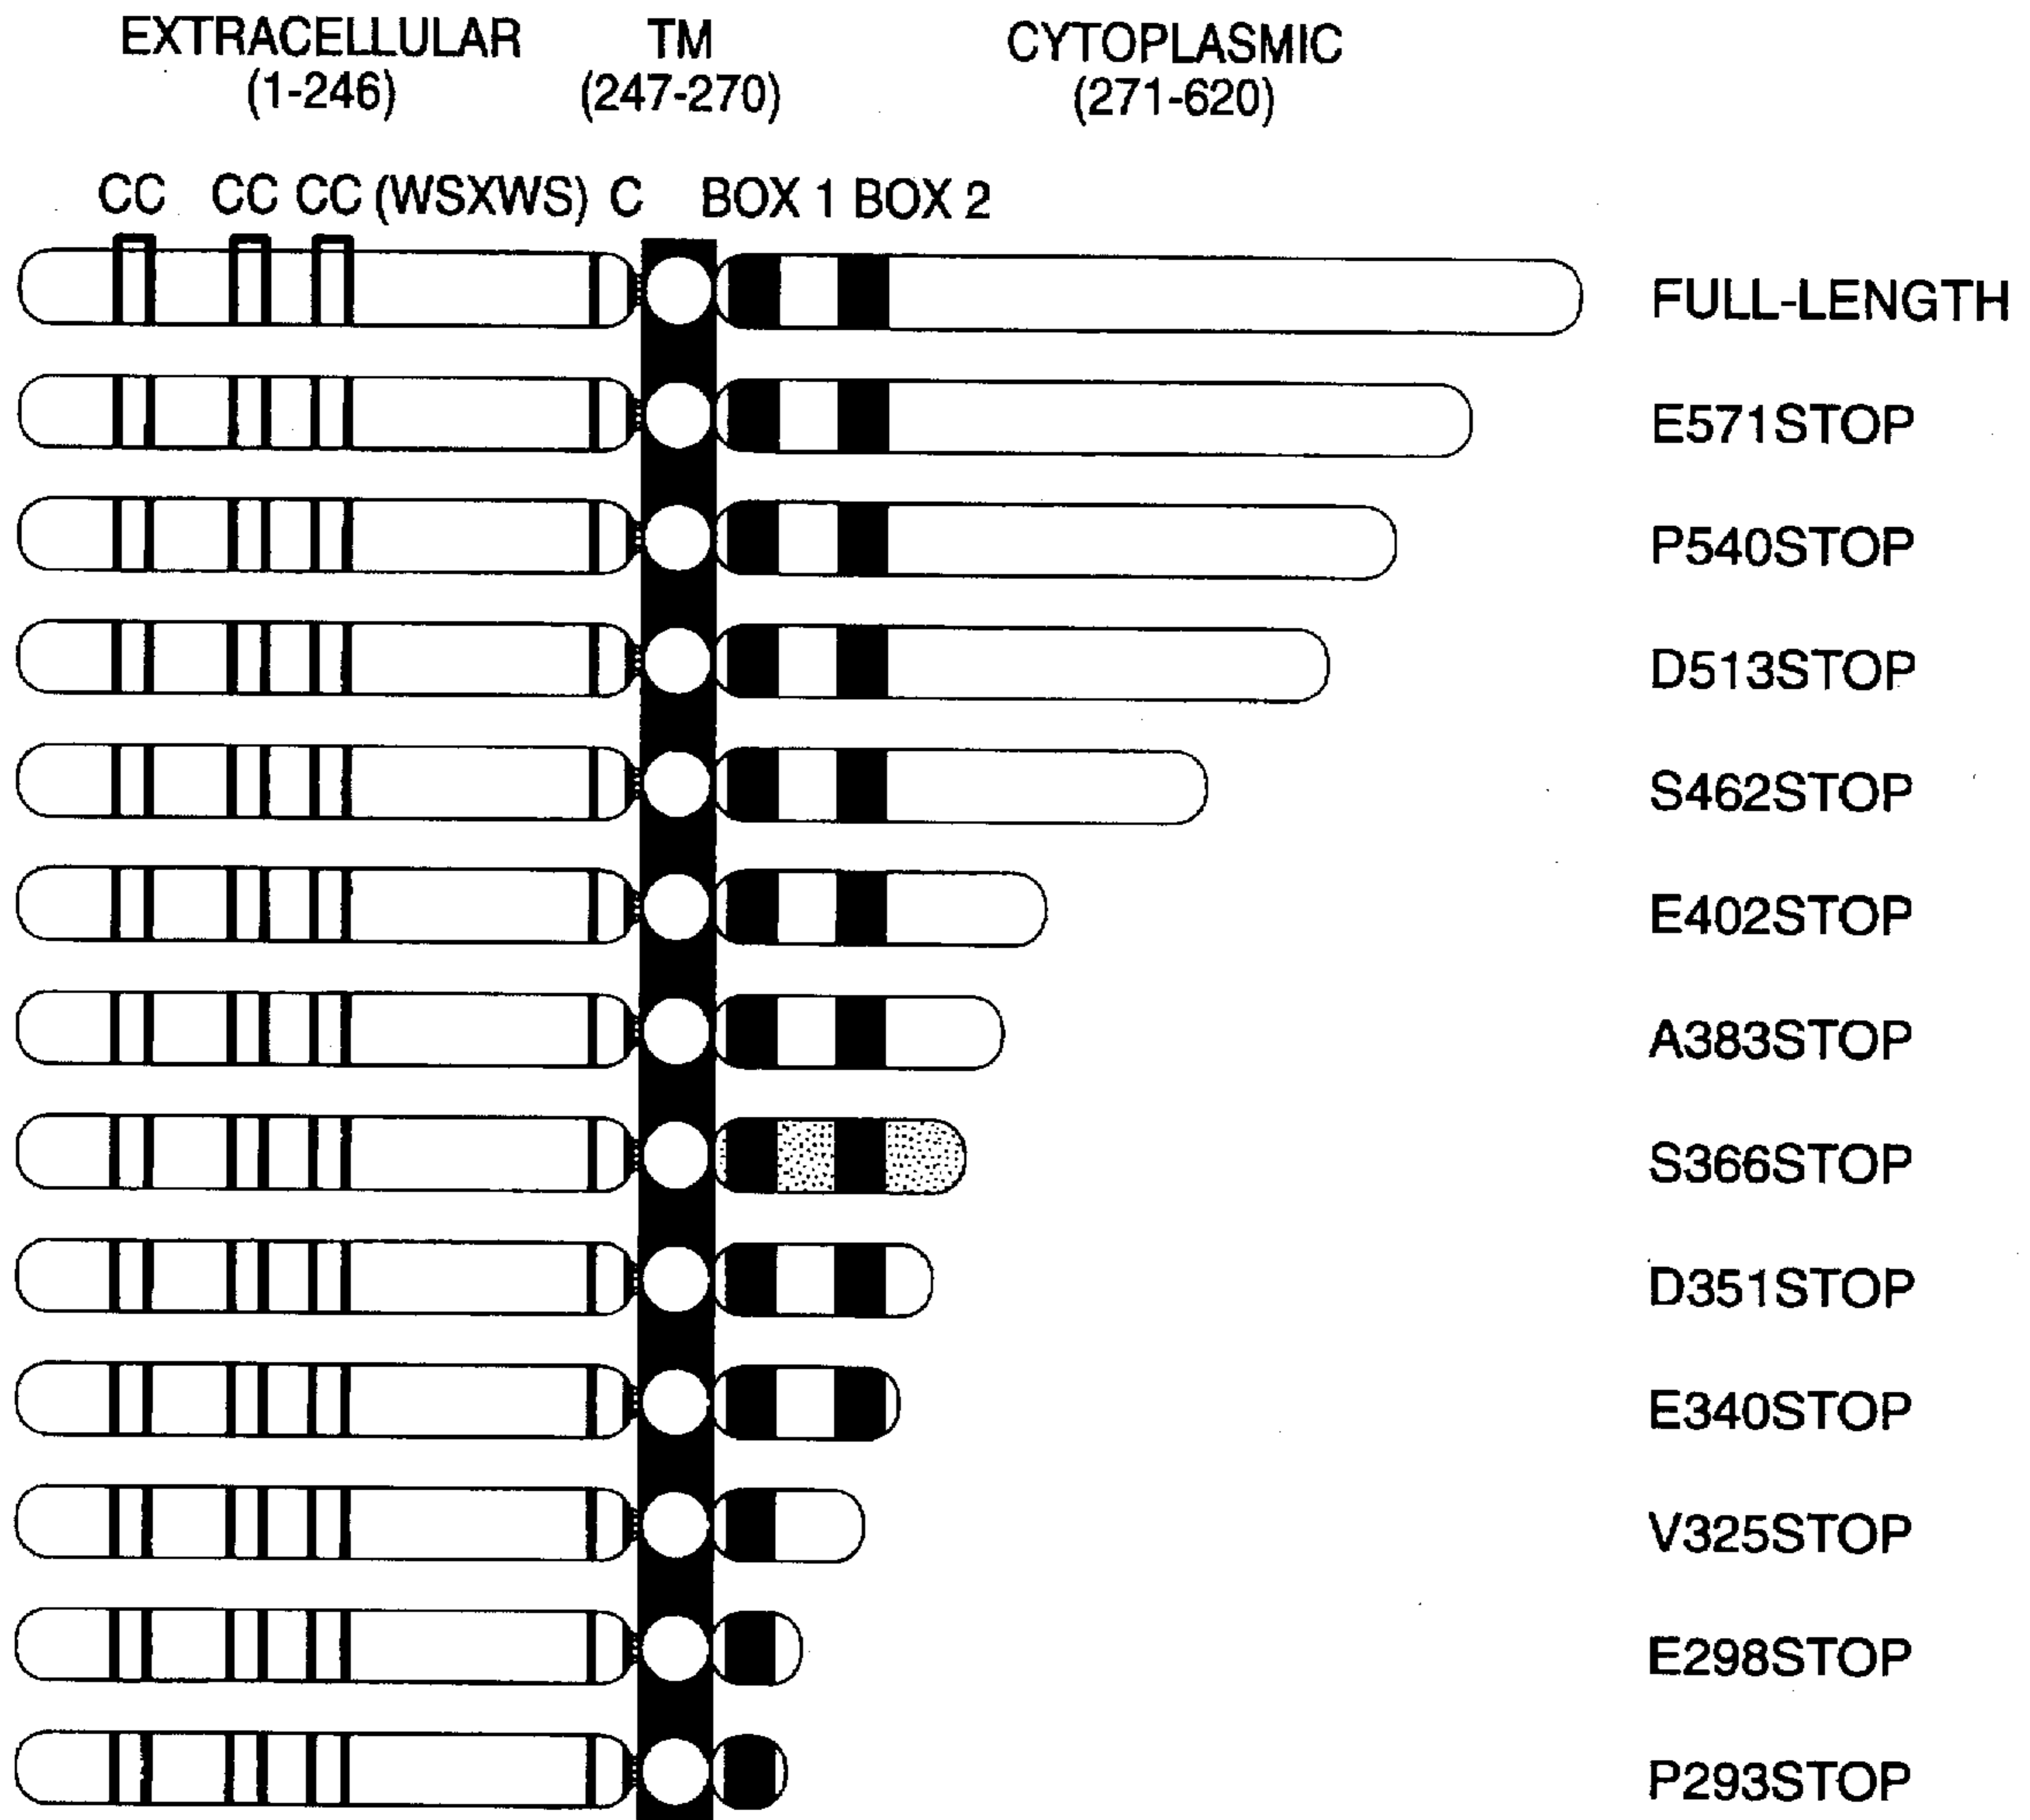 EXTRACELLULAR TM CYTOPLASMIC
(1-246) (247-270) (271-620)
CC CC CC (WSXWS) C BOX 1 BOX 2
FULL-LENGTH
E571STOP
P540STOP
D513STOP
S462STOP
E402STOP
A383STOP
S366STOP
D351STOP
E340STOP
V325STOP
E298STOP
P293STOP